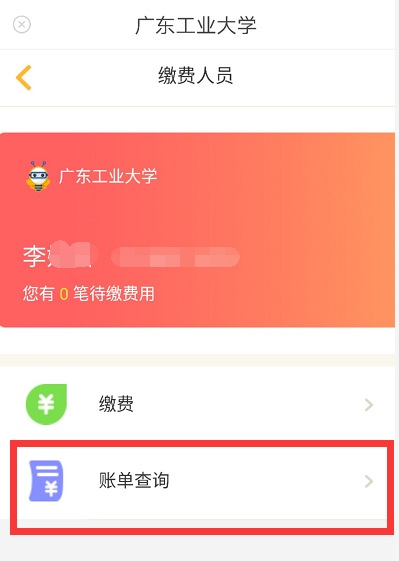 广东工业大学
缴费人员
广东工业大学
李
您有 0 笔待缴费用
¥ 缴费
¥ 账单查询